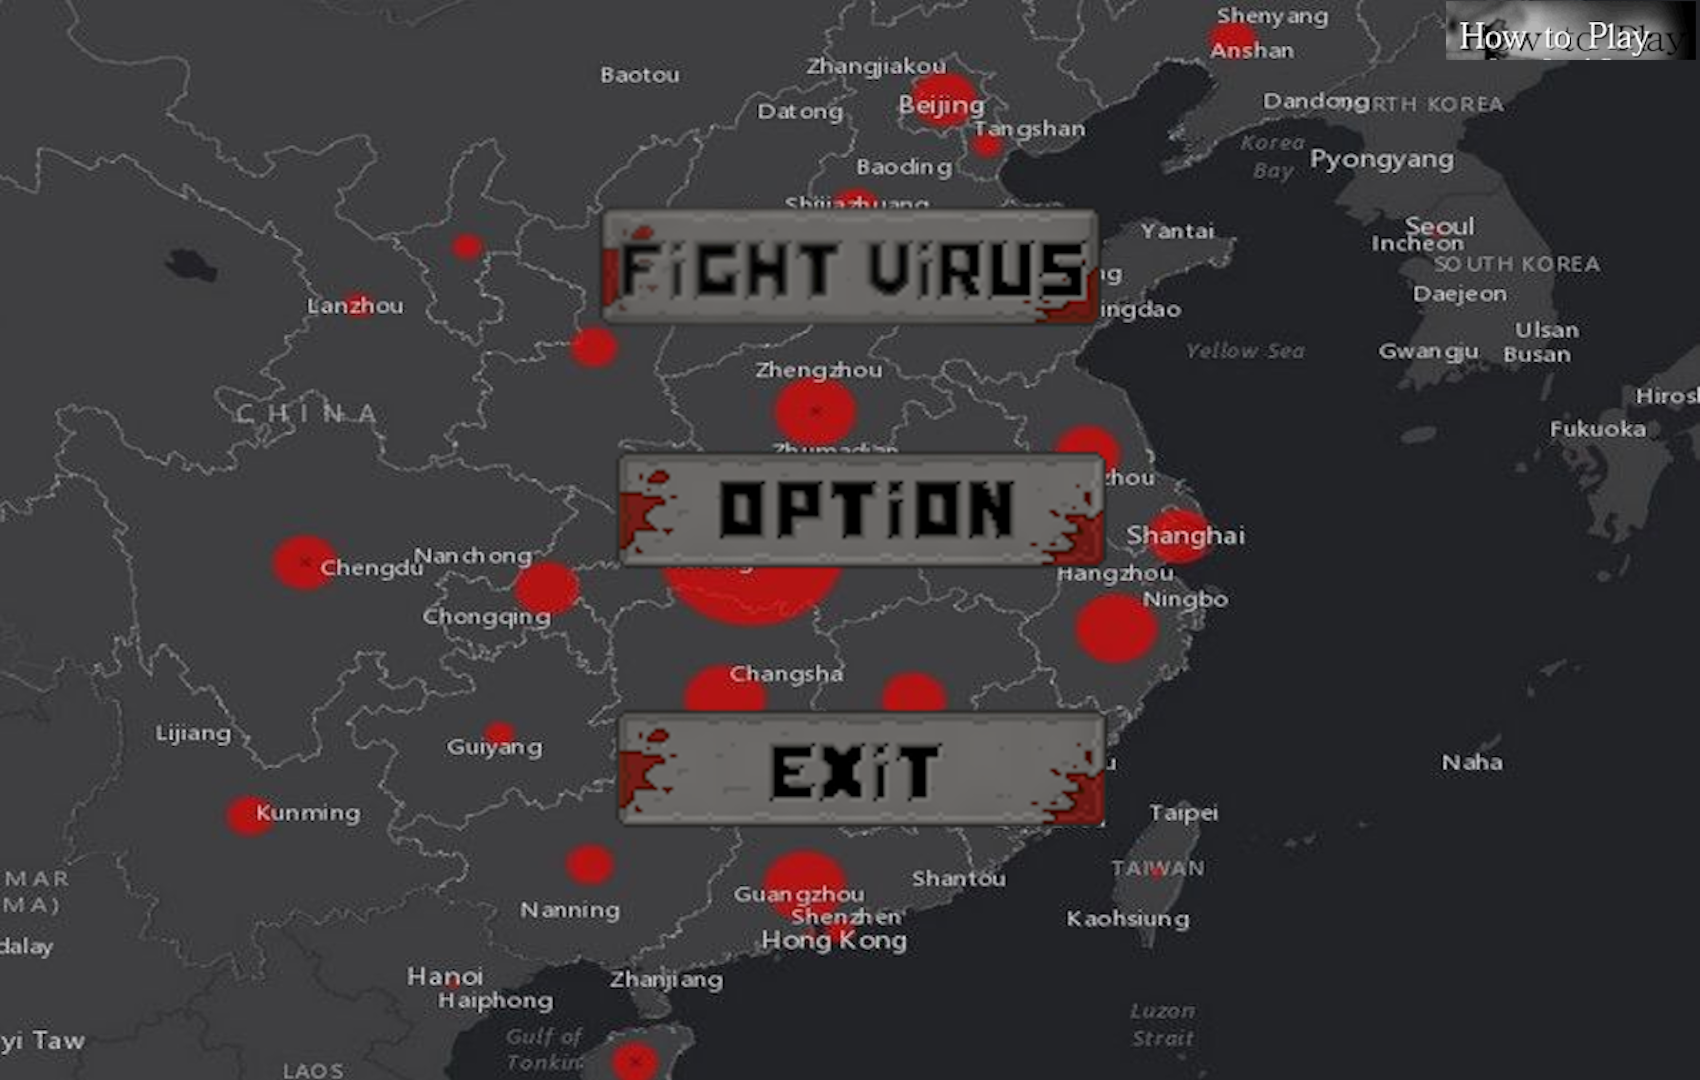 Shenyang
How to Play
Anshan
Zhangjiakou
Baotou
Beijing
Datong
Dandong
RTH KOREA
Tangshan
Korea
Bay
Pyongyang
Baoding
Shijiazhuang
Yantai
Seoul
Incheon
FiGHT ViRUS
SOUTH KOREA
ng
Daejeon
Lanzhou
ingdao
Ulsan
Yellow Sea
Gwangju
Busan
Zhengzhou
Hirosh
CHINA
Fukuoka
Zhumadian
zhou
OPTiON
Shanghai
Nanchong
Chengdu
Hangzhou
Ningbo
Chongqing
Changsha
Lijiang
Guiyang
EXiT
u
Naha
Kunming
Taipei
TAIWAN
MAR
MA)
Shantou
Guangzhou
Nanning
Shenzhen
Kaohsiung
Hong Kong
dalay
Hanoi
Zhanjiang
Haiphong
Luzon
Strait
Gulf of
Tonkin
yi Taw
LAOS